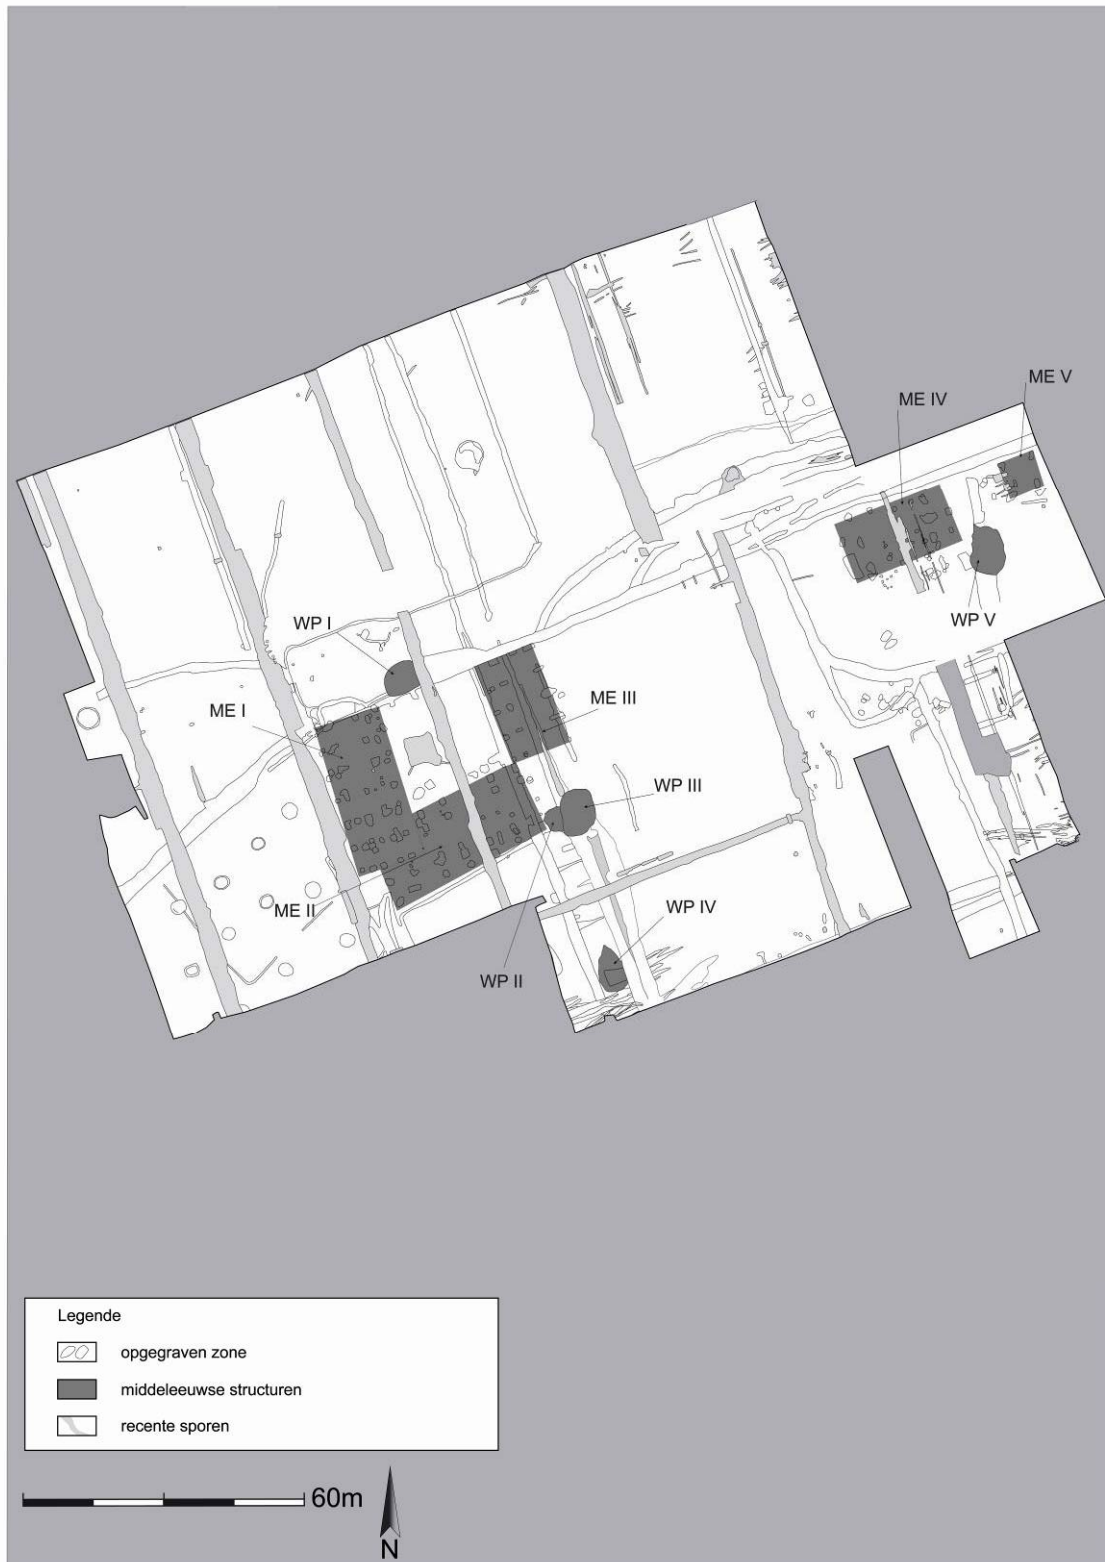 ME V
ME IV
WP V
WP I
ME I
ME III
WP III
ME II
WP IV
WP II
Legende
opgegraven zone
middeleeuwse structuren
recente sporen
60m
N